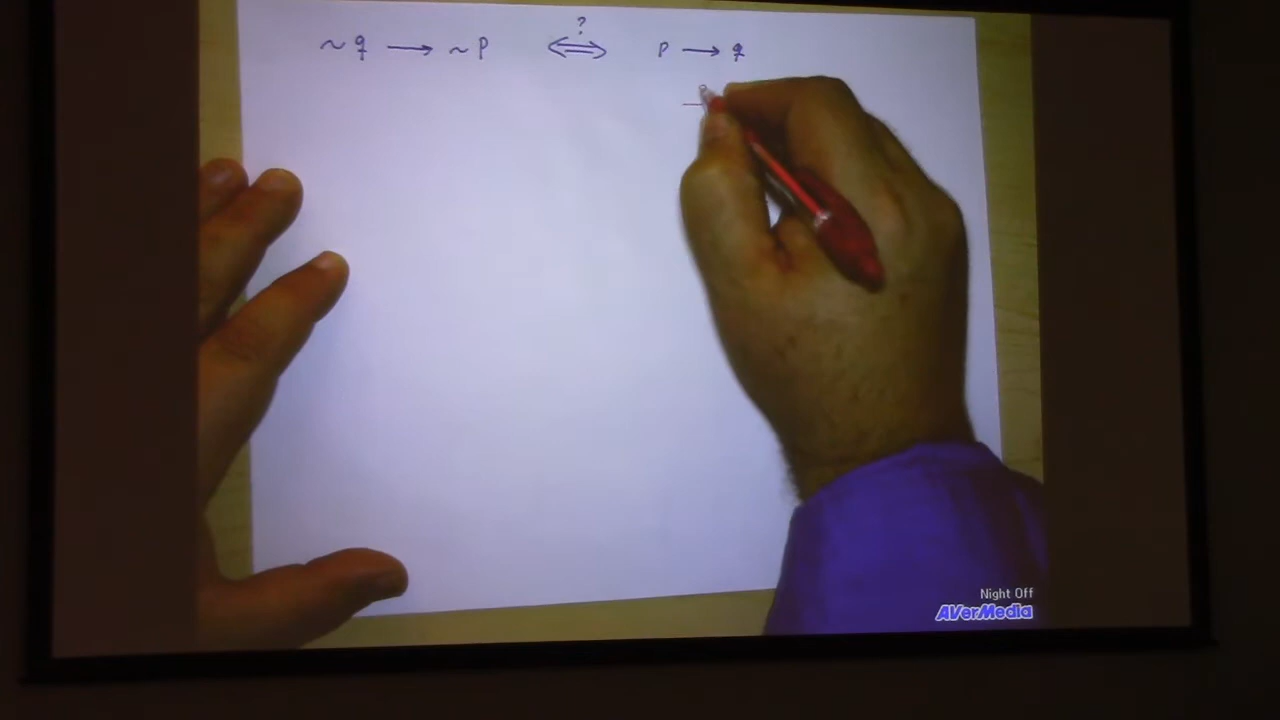 ~q → ~p ⟺? p → q
Night Off
AVerMedia